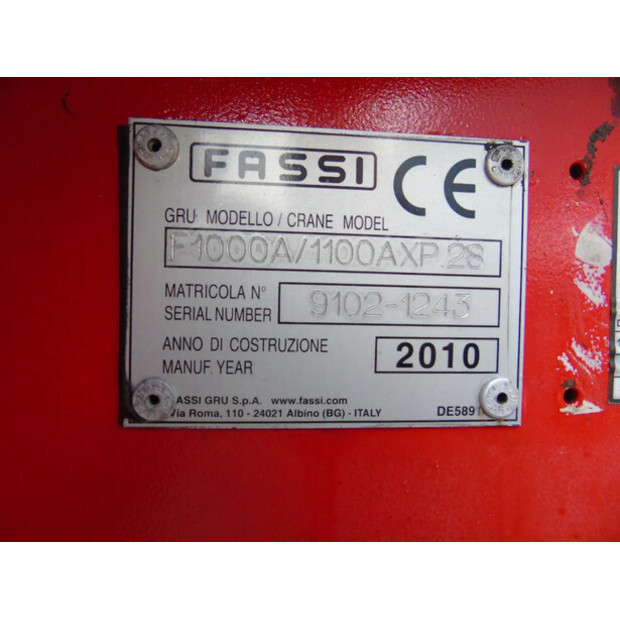 FASSI CE
GRU MODELLO / CRANE MODEL
F1000A/1100AXP.28
MATRICOLA N°
SERIAL NUMBER 9102-1243
ANNO DI COSTRUZIONE
MANUF. YEAR 2010
FASSI GRU S.p.A. www.fassi.com
Via Roma, 110 - 24021 Albino (BG) - ITALY DE589